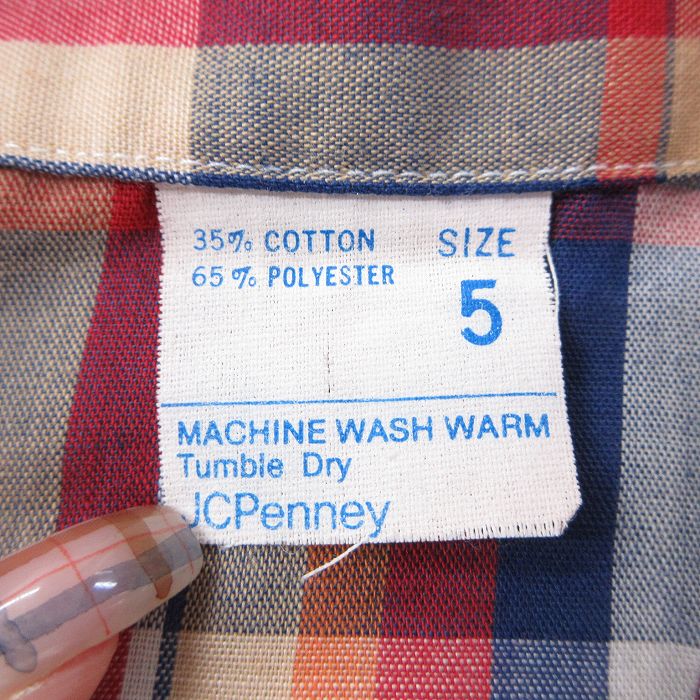 35% COTTON
65% POLYESTER
SIZE
5
MACHINE WASH WARM
Tumble Dry
JCPenney